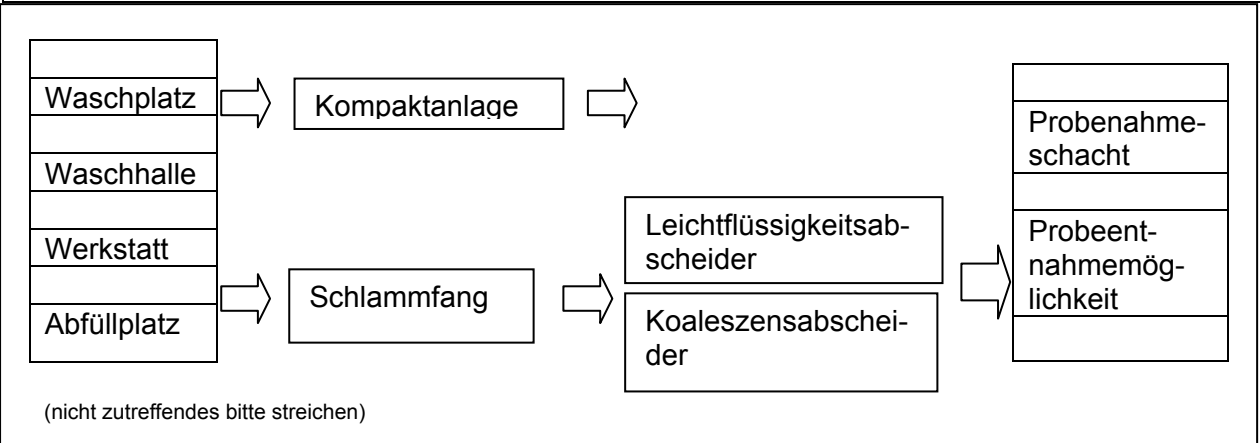 Waschplatz
Waschhalle
Werkstatt
Abfüllplatz
Kompaktanlage
Schlammfang
Leichtflüssigkeitsab-
scheider
Koaleszensabschei-
der
Probenahme-
schacht
Probeent-
nahmemög-
lichkeit
(nicht zutreffendes bitte streichen)